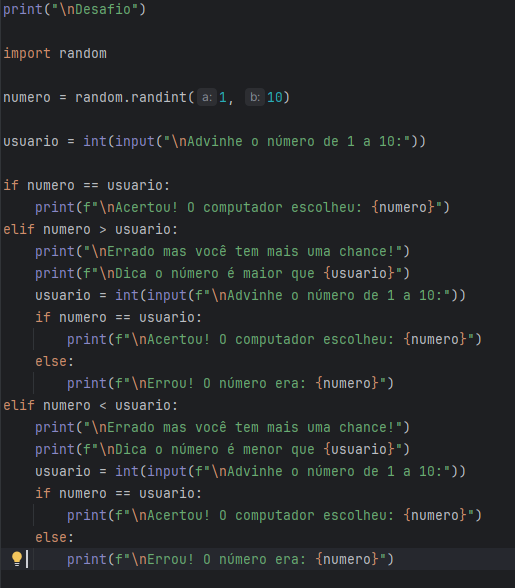 print("\nDesafio")
import random
numero = random.randint(a: 1, b: 10)
usuario = int(input("\nAdvinhe o número de 1 a 10:"))
if numero == usuario:
    print(f"\nAcertou! O computador escolheu: {numero}")
elif numero > usuario:
    print("\nErrado mas você tem mais uma chance!")
    print(f"\nDica o número é maior que {usuario}")
    usuario = int(input(f"\nAdvinhe o número de 1 a 10:"))
    if numero == usuario:
        print(f"\nAcertou! O computador escolheu: {numero}")
    else:
        print(f"\nErrou! O número era: {numero}")
elif numero < usuario:
    print("\nErrado mas você tem mais uma chance!")
    print(f"\nDica o número é menor que {usuario}")
    usuario = int(input(f"\nAdvinhe o número de 1 a 10:"))
    if numero == usuario:
        print(f"\nAcertou! O computador escolheu: {numero}")
    else:
        print(f"\nErrou! O número era: {numero}")